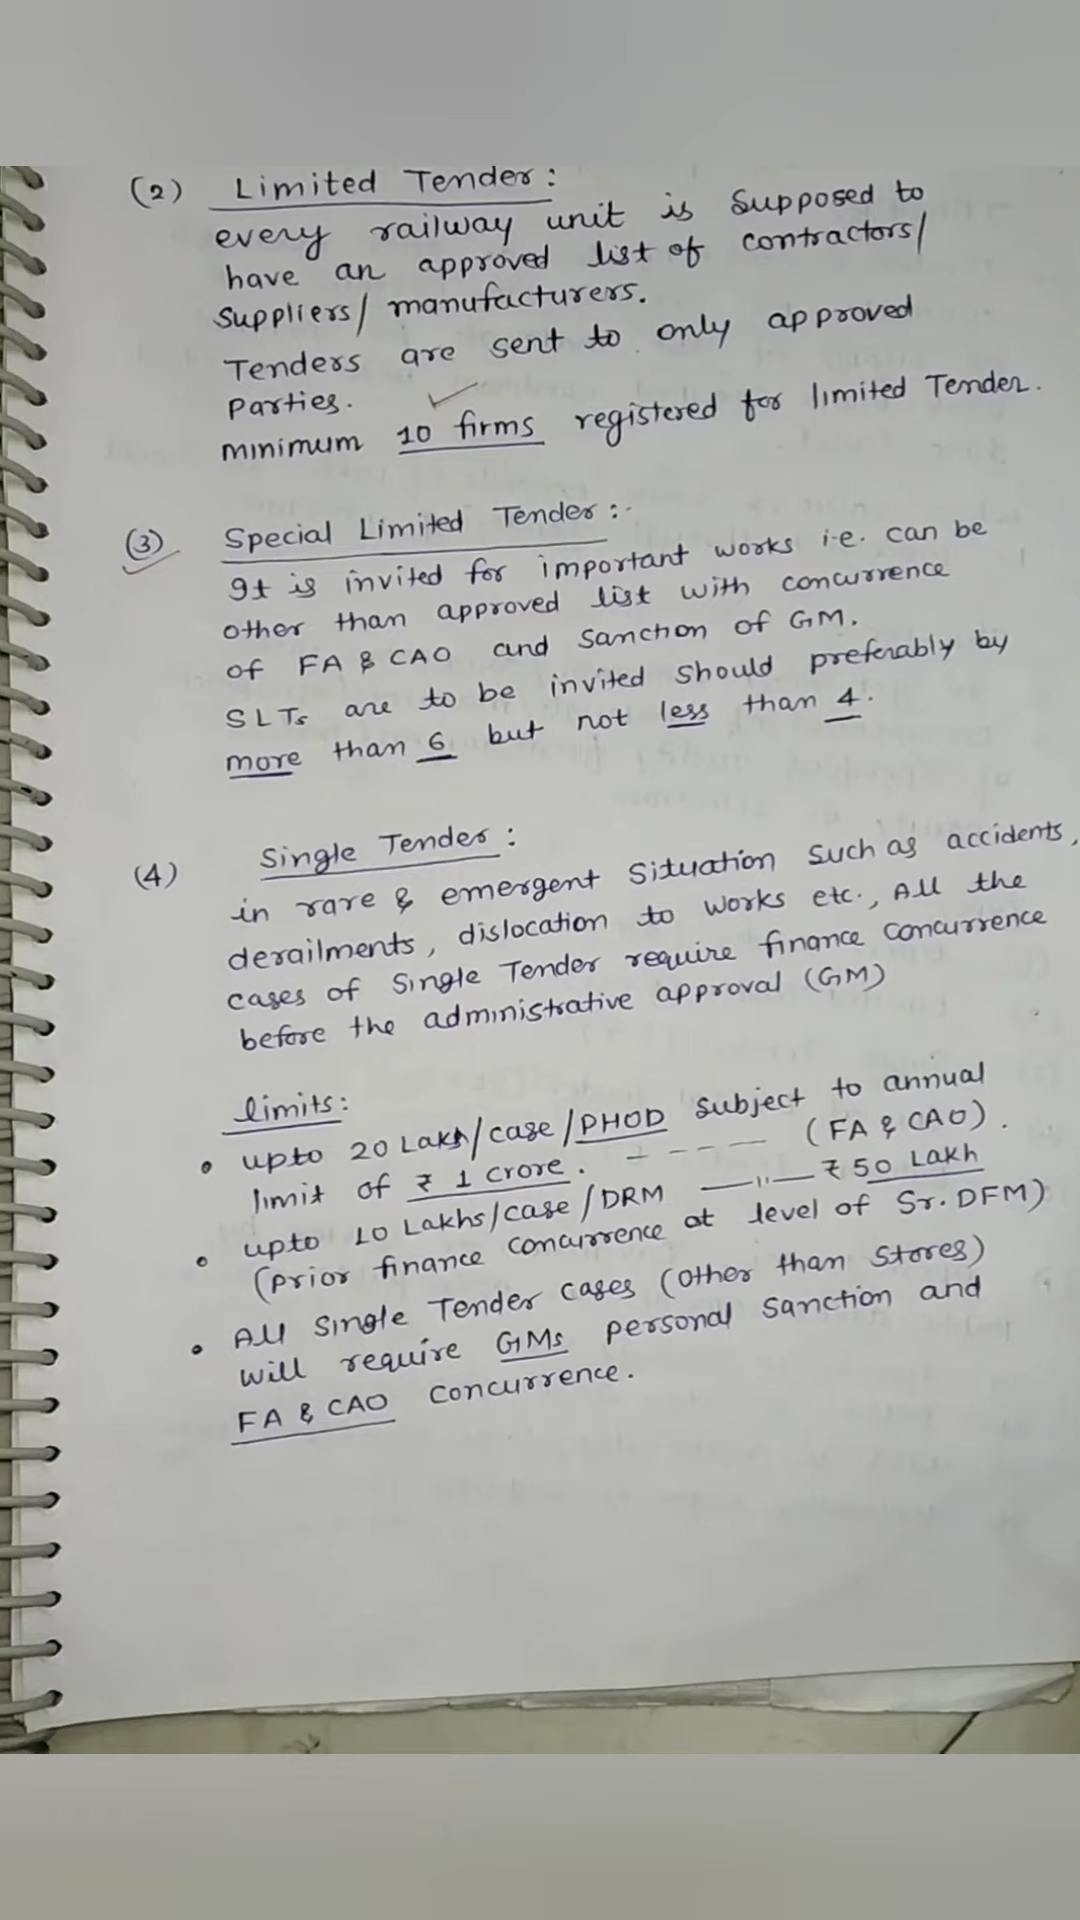 (2) Limited Tender:
every railway unit is supposed to
have an approved list of contractors/
suppliers/ manufacturers.
Tenders are sent to only approved
Parties.
minimum 10 firms registered for limited Tender.
(3) Special Limited Tender:-
It is invited for important works i.e. can be
other than approved list with concurrence
of FA & CAO and sanction of GM.
SLTs are to be invited should preferably by
more than 6 but not less than 4.
(4) Single Tender:
in rare & emergent situation such as accidents,
derailments, dislocation to works etc., All the
cases of single Tender require finance concurrence
before the administrative approval (GM)
limits:
• upto 20 Lakh/case/PHOD subject to annual
limit of ₹ 1 crore. - - - - (FA & CAO).
• upto 10 Lakhs/case/DRM —〃— ₹ 50 Lakh
(prior finance concurrence at level of Sr. DFM)
• All single Tender cases (other than stores)
will require GMs personal sanction and
FA & CAO concurrence.